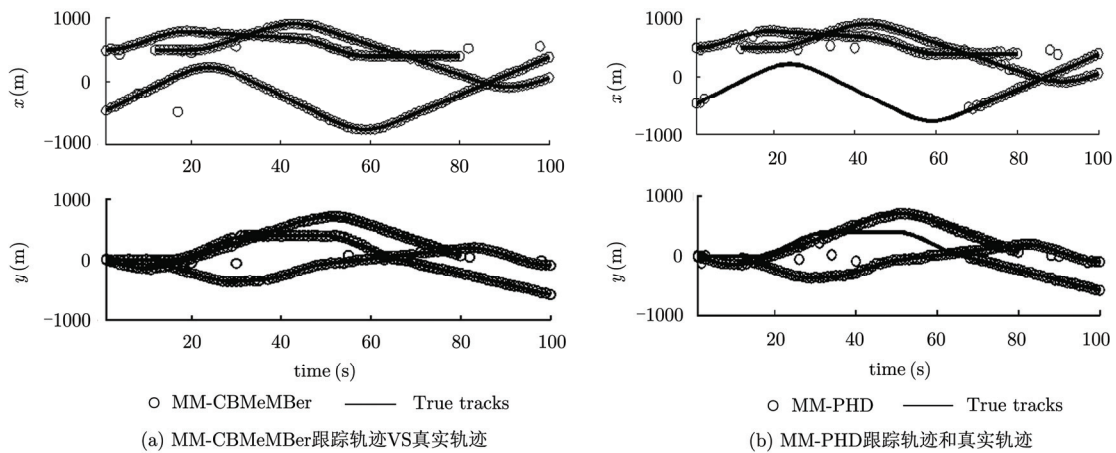 1000
0
−1000
x (m)
20 40 60 80 100
1000
0
−1000
y (m)
20 40 60 80 100
time (s)
MM-CBMeMBer True tracks
(a) MM-CBMeMBer跟踪轨迹VS真实轨迹
1000
0
−1000
x (m)
20 40 60 80 100
1000
0
−1000
y (m)
20 40 60 80 100
time (s)
MM-PHD True tracks
(b) MM-PHD跟踪轨迹和真实轨迹